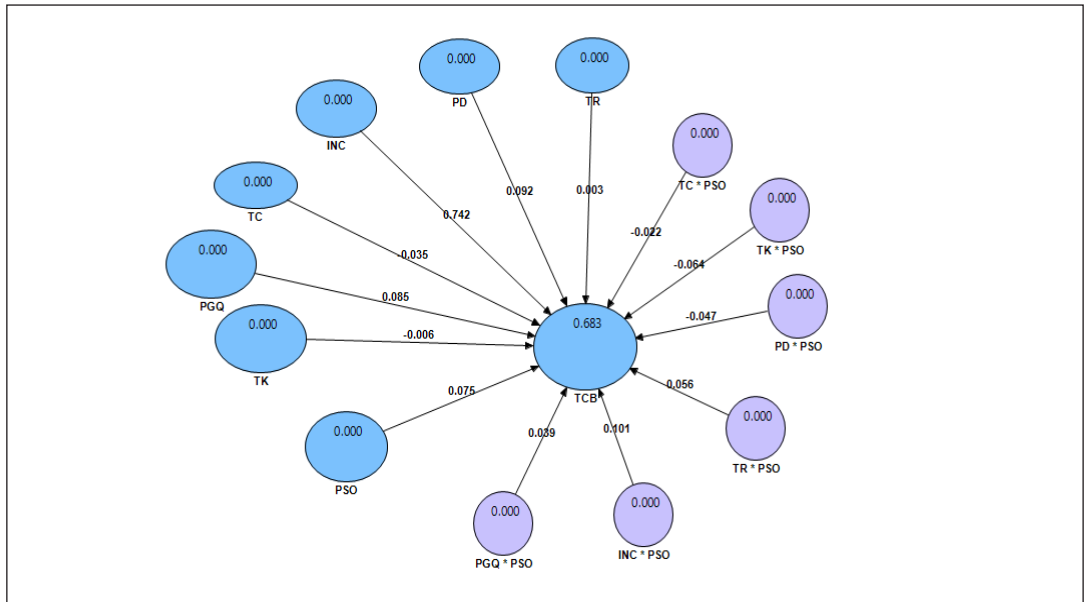 0.000
PD
0.000
TR
0.000
INC
0.000
TC * PSO
0.000
TC
0.000
TK * PSO
0.000
PGQ
0.000
TK
0.000
PD * PSO
0.683
TCB
0.092
0.003
0.742
-0.022
-0.035
-0.064
0.085
-0.047
-0.006
0.056
0.075
0.101
0.039
0.000
PSO
0.000
TR * PSO
0.000
PGQ * PSO
0.000
INC * PSO